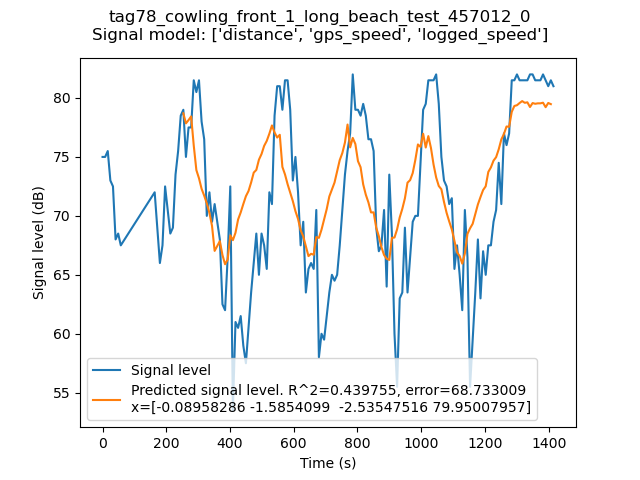 tag78_cowling_front_1_long_beach_test_457012_0
Signal model: ['distance', 'gps_speed', 'logged_speed']
80
75
70
65
60
55
Signal level (dB)
Signal level
Predicted signal level. R^2=0.439755, error=68.733009
x=[-0.08958286 -1.5854099  -2.53547516 79.95007957]
0 200 400 600 800 1000 1200 1400
Time (s)